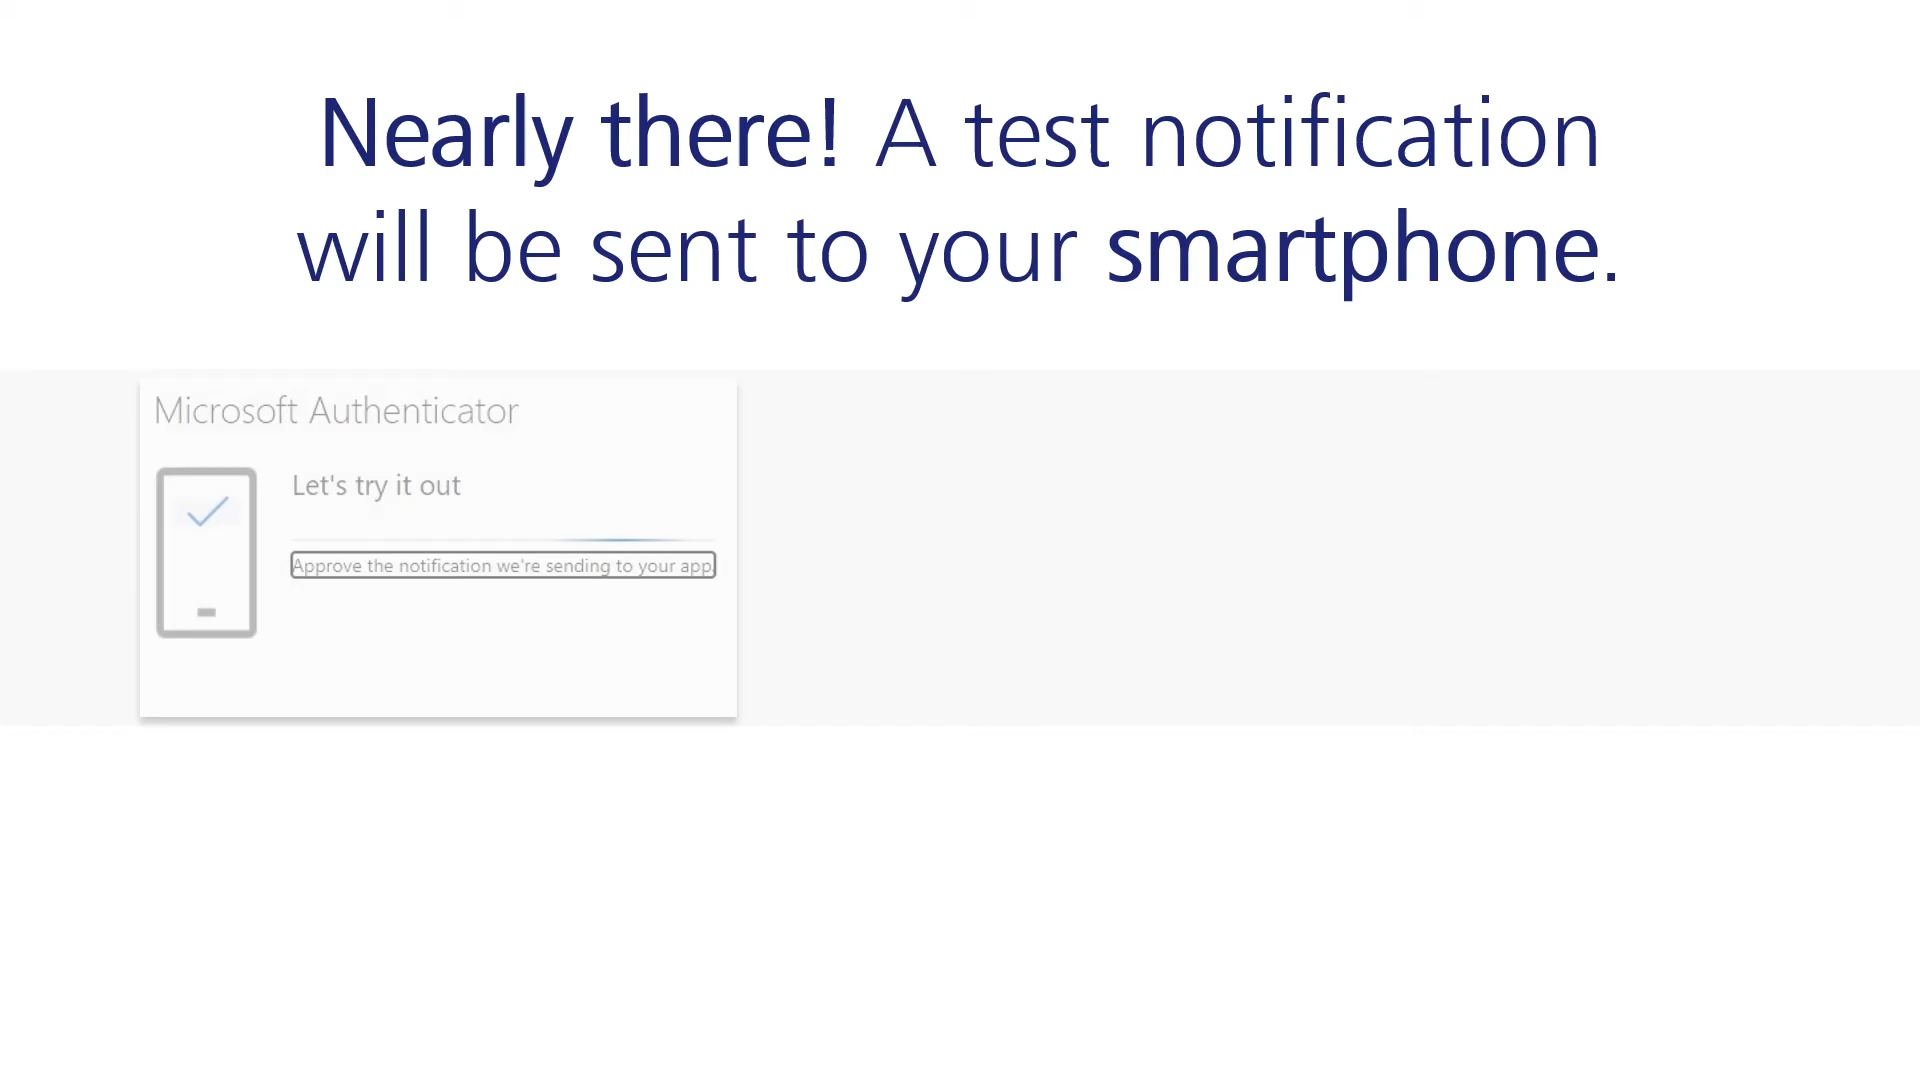 Nearly there! A test notification
will be sent to your smartphone.
Microsoft Authenticator
Let's try it out
Approve the notification we're sending to your app.